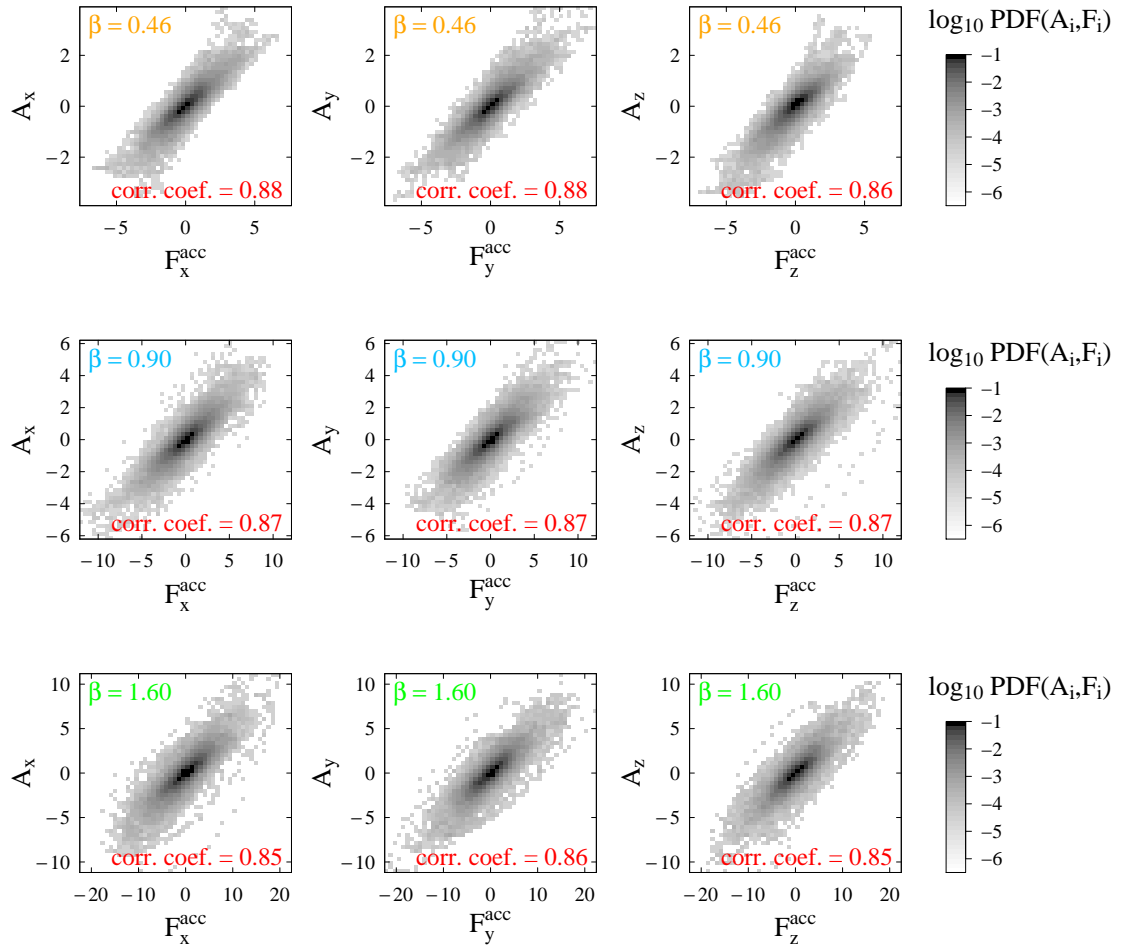 log₁₀ PDF(Aᵢ,Fᵢ)
β = 0.46
corr. coef. = 0.88
A_x
2
0
−2
−5 0 5
F_x^acc
β = 0.46
corr. coef. = 0.88
A_y
2
0
−2
−5 0 5
F_y^acc
β = 0.46
corr. coef. = 0.86
A_z
2
0
−2
−5 0 5
F_z^acc
−1
−2
−3
−4
−5
−6
log₁₀ PDF(Aᵢ,Fᵢ)
β = 0.90
corr. coef. = 0.87
A_x
6
4
2
0
−2
−4
−6
−10 −5 0 5 10
F_x^acc
β = 0.90
corr. coef. = 0.87
A_y
6
4
2
0
−2
−4
−6
−10 −5 0 5 10
F_y^acc
β = 0.90
corr. coef. = 0.87
A_z
6
4
2
0
−2
−4
−6
−10 −5 0 5 10
F_z^acc
−1
−2
−3
−4
−5
−6
log₁₀ PDF(Aᵢ,Fᵢ)
β = 1.60
corr. coef. = 0.85
A_x
10
5
0
−5
−10
−20 −10 0 10 20
F_x^acc
β = 1.60
corr. coef. = 0.86
A_y
10
5
0
−5
−10
−20 −10 0 10 20
F_y^acc
β = 1.60
corr. coef. = 0.85
A_z
10
5
0
−5
−10
−20 −10 0 10 20
F_z^acc
−1
−2
−3
−4
−5
−6